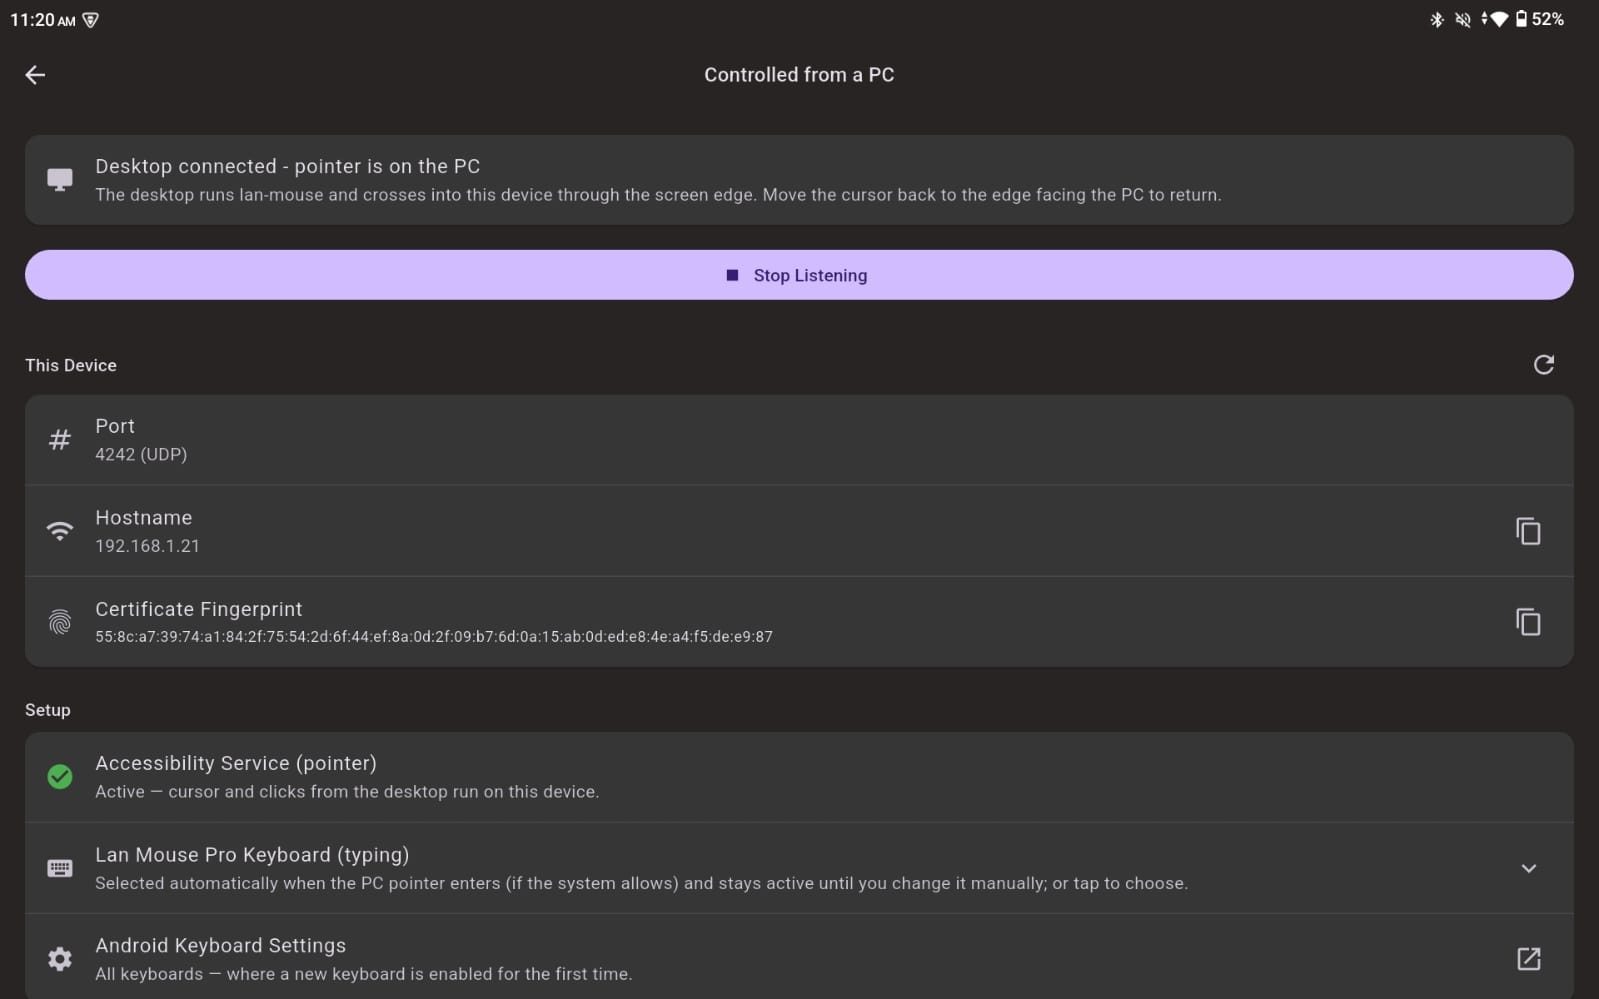 11:20 AM
52%
Controlled from a PC
Desktop connected - pointer is on the PC
The desktop runs lan-mouse and crosses into this device through the screen edge. Move the cursor back to the edge facing the PC to return.
Stop Listening
This Device
Port
4242 (UDP)
Hostname
192.168.1.21
Certificate Fingerprint
55:8c:a7:39:74:a1:84:2f:75:54:2d:6f:44:ef:8a:0d:2f:09:b7:6d:0a:15:ab:0d:ed:e8:4e:a4:f5:de:e9:87
Setup
Accessibility Service (pointer)
Active — cursor and clicks from the desktop run on this device.
Lan Mouse Pro Keyboard (typing)
Selected automatically when the PC pointer enters (if the system allows) and stays active until you change it manually; or tap to choose.
Android Keyboard Settings
All keyboards — where a new keyboard is enabled for the first time.